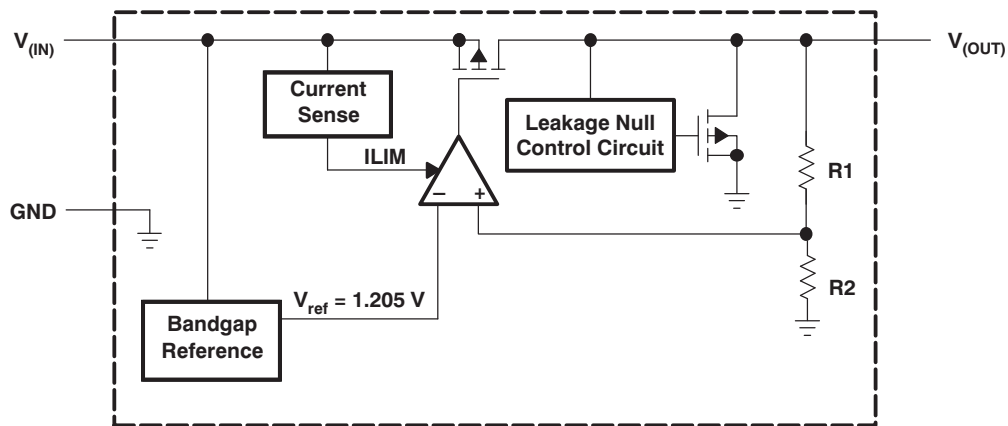 V(IN)
V(OUT)
Current
Sense
Leakage Null
Control Circuit
ILIM
R1
− +
GND
R2
Vref = 1.205 V
Bandgap
Reference